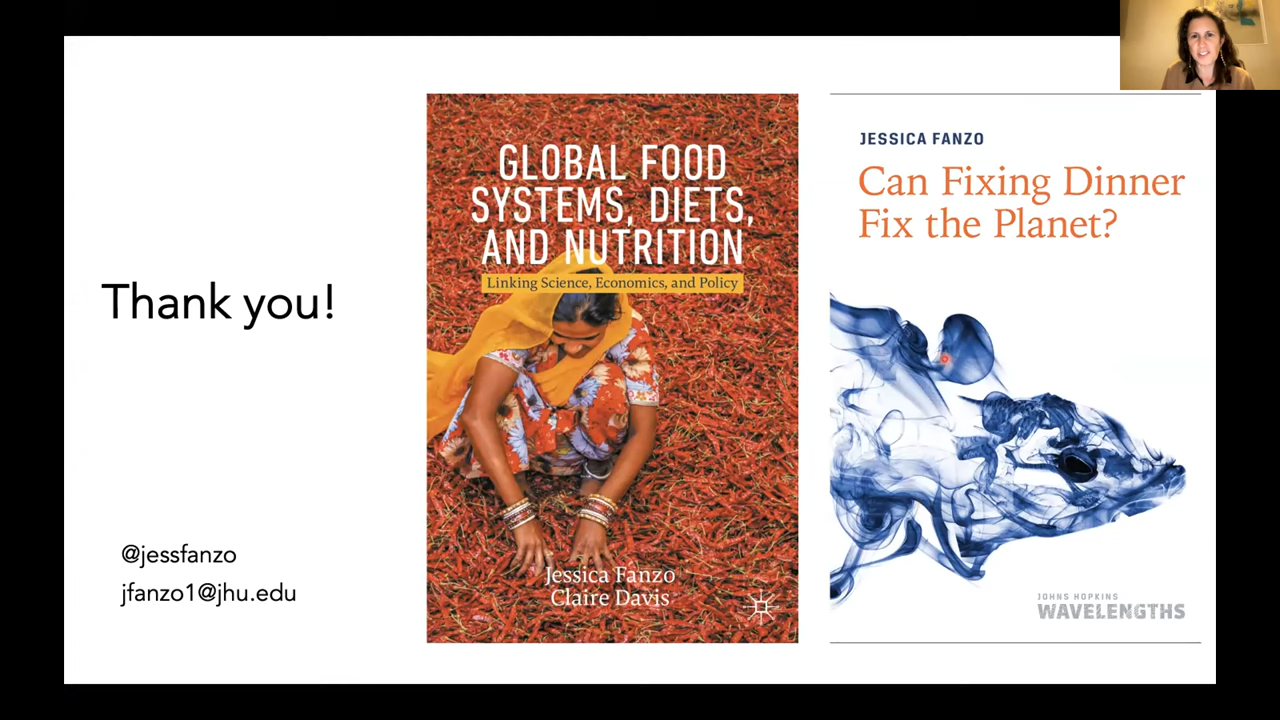 Thank you!
@jessfanzo
jfanzo1@jhu.edu
GLOBAL FOOD
SYSTEMS, DIETS,
AND NUTRITION
Linking Science, Economics, and Policy
Jessica Fanzo
Claire Davis
JESSICA FANZO
Can Fixing Dinner
Fix the Planet?
JOHNS HOPKINS
WAVELENGTHS